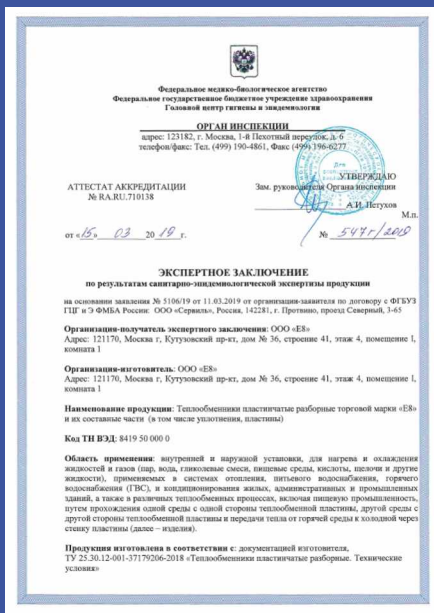 Федеральное медико-биологическое агентство
Федеральное государственное бюджетное учреждение здравоохранения
Головной центр гигиены и эпидемиологии
ОРГАН ИНСПЕКЦИИ
адрес: 123182, г. Москва, 1-й Пехотный переулок, д. 6
телефон/факс: Тел. (499) 190-4861, Факс (499) 196-6277
УТВЕРЖДАЮ
АТТЕСТАТ АККРЕДИТАЦИИ Зам. руководителя Органа инспекции
№ RA.RU.710138
А.И. Петухов
М.п.
от «15» 03 2019 г. № 547г/2019
ЭКСПЕРТНОЕ ЗАКЛЮЧЕНИЕ
по результатам санитарно-эпидемиологической экспертизы продукции
на основании заявления № 5106/19 от 11.03.2019 от организации-заявителя по договору с ФГБУЗ
ГЦГ и Э ФМБА России: ООО «Сервиль», Россия, 142281, г. Протвино, проезд Северный, 3-65
Организация-получатель экспертного заключения: ООО «Е8»
Адрес: 121170, Москва г, Кутузовский пр-кт, дом № 36, строение 41, этаж 4, помещение I,
комната 1
Организация-изготовитель: ООО «Е8»
Адрес: 121170, Москва г, Кутузовский пр-кт, дом № 36, строение 41, этаж 4, помещение I,
комната 1
Наименование продукции: Теплообменники пластинчатые разборные торговой марки «Е8»
и их составные части (в том числе уплотнения, пластины)
Код ТН ВЭД: 8419 50 000 0
Область применения: внутренней и наружной установки, для нагрева и охлаждения
жидкостей и газов (пар, вода, гликолевые смеси, пищевые среды, кислоты, щелочи и другие
жидкости), применяемых в системах отопления, питьевого водоснабжения, горячего
водоснабжения (ГВС), и кондиционирования жилых, административных и промышленных
зданий, а также в различных теплообменных процессах, включая пищевую промышленность,
путем прохождения одной среды с одной стороны теплообменной пластины, другой среды с
другой стороны теплообменной пластины и передачи тепла от горячей среды к холодной через
стенку пластины (далее – изделия).
Продукция изготовлена в соответствии с: документацией изготовителя,
ТУ 25.30.12-001-37179206-2018 «Теплообменники пластинчатые разборные. Технические
условия»